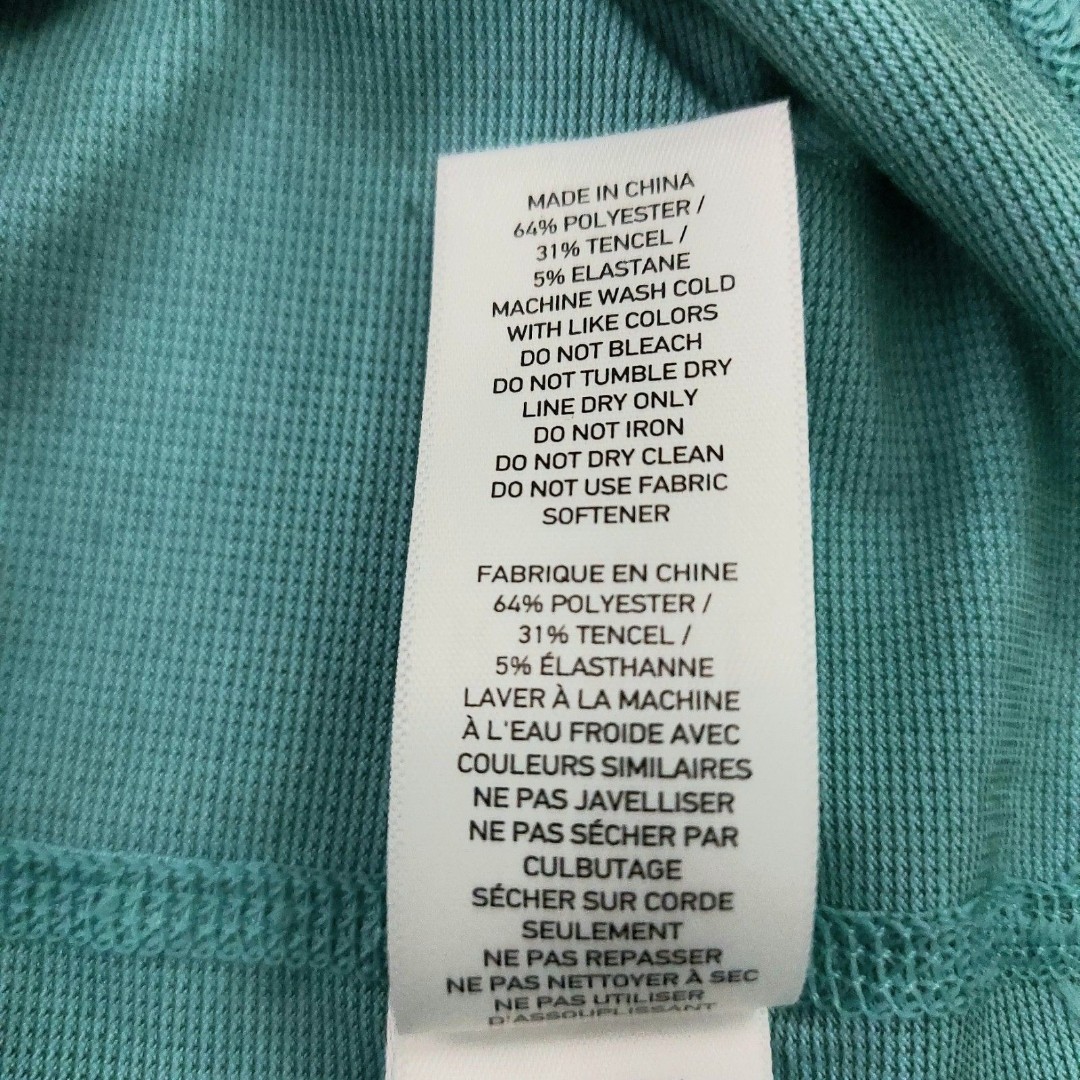 MADE IN CHINA
64% POLYESTER /
31% TENCEL /
5% ELASTANE
MACHINE WASH COLD
WITH LIKE COLORS
DO NOT BLEACH
DO NOT TUMBLE DRY
LINE DRY ONLY
DO NOT IRON
DO NOT DRY CLEAN
DO NOT USE FABRIC
SOFTENER
FABRIQUE EN CHINE
64% POLYESTER /
31% TENCEL /
5% ÉLASTHANNE
LAVER À LA MACHINE
À L'EAU FROIDE AVEC
COULEURS SIMILAIRES
NE PAS JAVELLISER
NE PAS SÉCHER PAR
CULBUTAGE
SÉCHER SUR CORDE
SEULEMENT
NE PAS REPASSER
NE PAS NETTOYER À SEC
NE PAS UTILISER
D'ASSOUPLISSANT